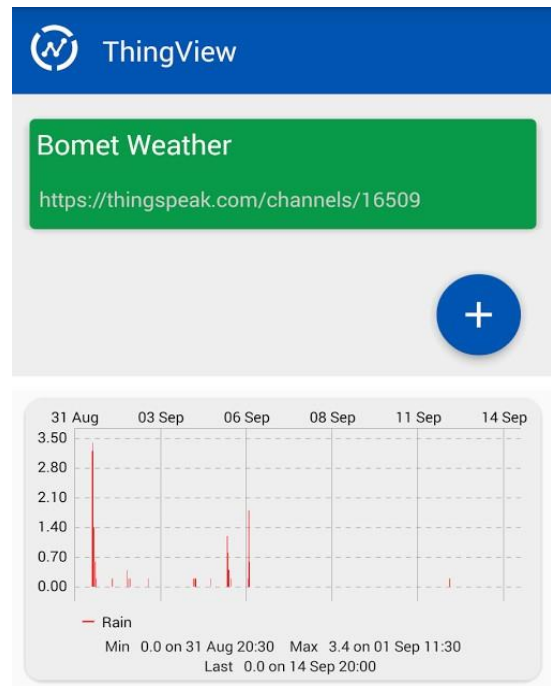 ThingView
Bomet Weather
https://thingspeak.com/channels/16509
+
31 Aug 03 Sep 06 Sep 08 Sep 11 Sep 14 Sep
3.50
2.80
2.10
1.40
0.70
0.00
Rain
Min 0.0 on 31 Aug 20:30 Max 3.4 on 01 Sep 11:30
Last 0.0 on 14 Sep 20:00